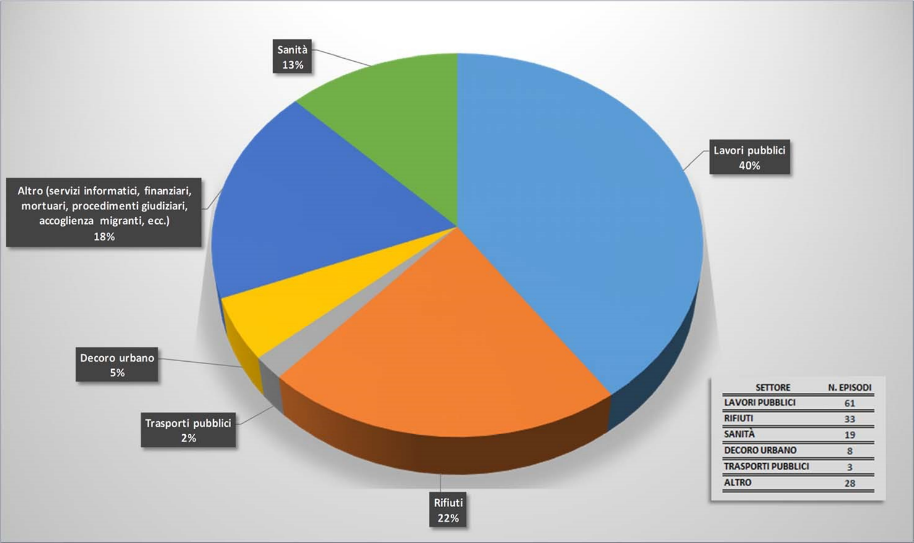 Sanità
13%
Lavori pubblici
40%
Altro (servizi informatici, finanziari,
mortuari, procedimenti giudiziari,
accoglienza migranti, ecc.)
18%
Decoro urbano
5%
Trasporti pubblici
2%
Rifiuti
22%
SETTORE N. EPISODI
LAVORI PUBBLICI 61
RIFIUTI 33
SANITÀ 19
DECORO URBANO 8
TRASPORTI PUBBLICI 3
ALTRO 28